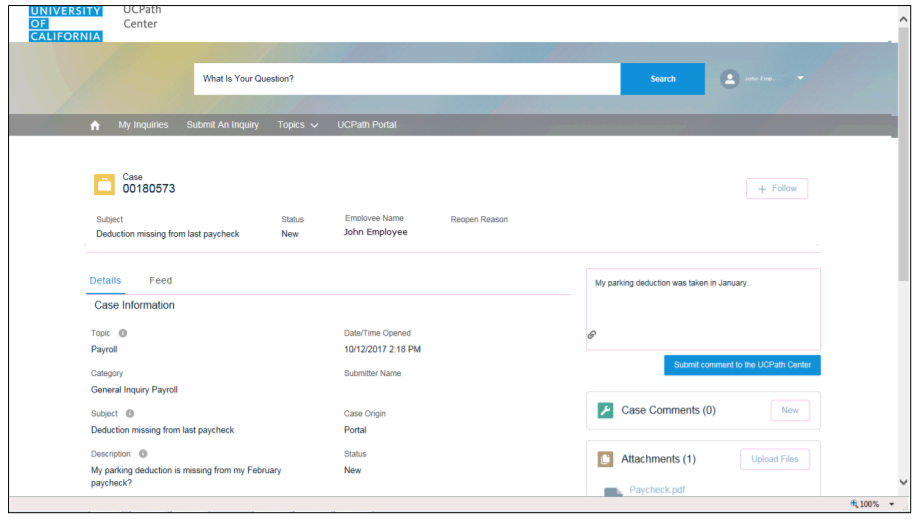 UNIVERSITY
OF
CALIFORNIA
UCPath
Center
What Is Your Question?
Search
John Emp...
My Inquiries Submit An Inquiry Topics UCPath Portal
Case
00180573
+ Follow
Subject Status Employee Name Reopen Reason
Deduction missing from last paycheck New John Employee
Details Feed
Case Information
Topic Date/Time Opened
Payroll 10/12/2017 2:18 PM
Category Submitter Name
General Inquiry Payroll
Subject Case Origin
Deduction missing from last paycheck Portal
Description Status
My parking deduction is missing from my February New
paycheck?
My parking deduction was taken in January.
Submit comment to the UCPath Center
Case Comments (0) New
Attachments (1) Upload Files
Paycheck.pdf
100%